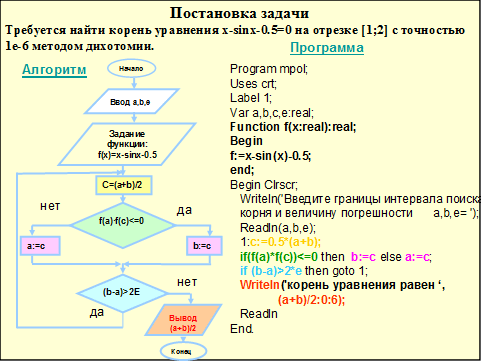 Постановка задачи
Требуется найти корень уравнения x-sinx-0.5=0 на отрезке [1;2] с точностью
1e-6 методом дихотомии.
Алгоритм
Начало
Ввод a,b,e
Задание
функции:
f(x)=x-sinx-0.5
C=(a+b)/2
нет
да
f(a)·f(c)<=0
a:=c
b:=c
нет
(b-a)>2E
да
Вывод
(a+b)/2
Конец
Программа
Program mpol;
Uses crt;
Label 1;
Var a,b,c,e:real;
Function f(x:real):real;
Begin
f:=x-sin(x)-0.5;
end;
Begin Clrscr;
Writeln('Введите границы интервала поиска
корня и величину погрешности a,b,e= ');
Readln(a,b,e);
1:c:=0.5*(a+b);
if(f(a)*f(c))<=0 then b:=c else a:=c;
if (b-a)>2*e then goto 1;
Writeln('корень уравнения равен ‘,
(a+b)/2:0:6);
Readln
End.